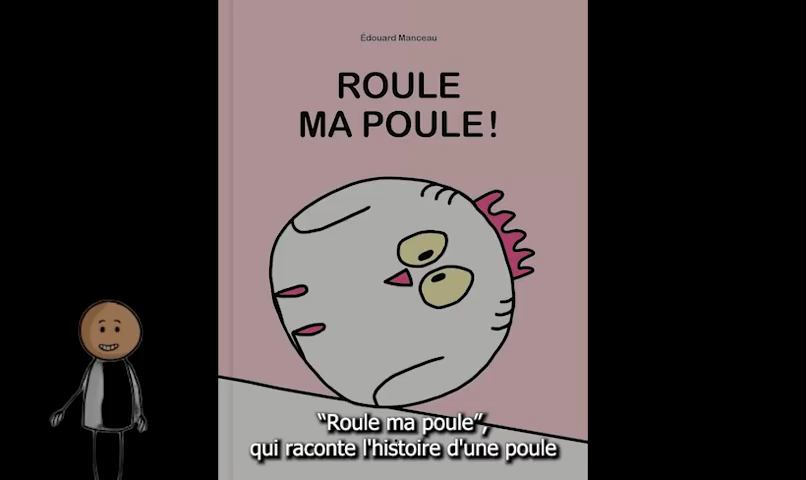 Édouard Manceau
ROULE
MA POULE!
“Roule ma poule”,
qui raconte l'histoire d'une poule